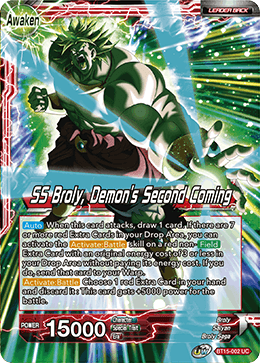 LEADER BACK
Awaken
SS Broly, Demon's Second Coming
Auto When this card attacks, draw 1 card. If there are 7
or more red Extra Cards in your Drop Area, you can
activate the Activate:Battle skill on a red non- Field
Extra Card with an original energy cost of 3 or less in
your Drop Area without paying its energy cost. If you
do, send that card to your Warp.
Activate:Battle Choose 1 red Extra Card in your hand
and discard it : This card gets +5000 power for the
battle.
POWER 15000
Character Broly
Special Trait Saiyan
Era Broly Saga
BT15-002 UC